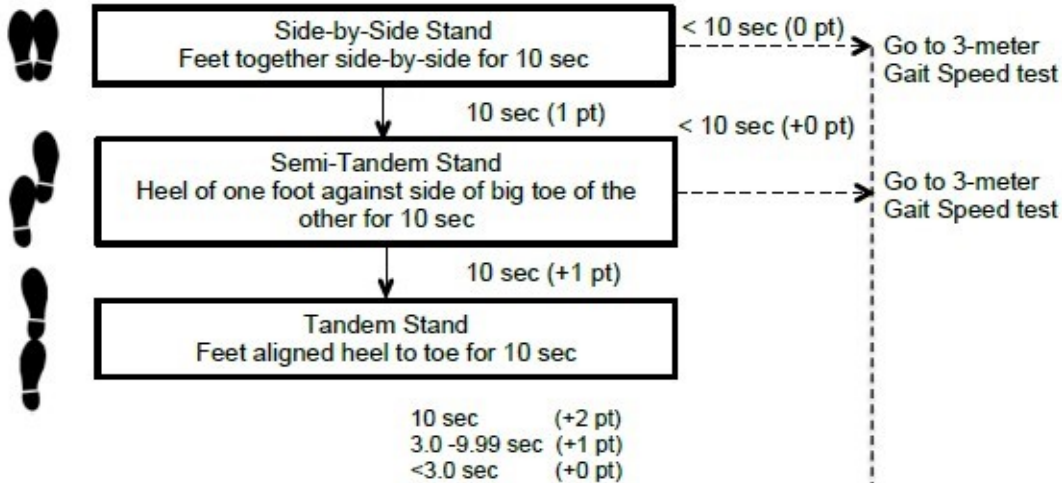 Side-by-Side Stand
Feet together side-by-side for 10 sec
< 10 sec (0 pt)
Go to 3-meter
Gait Speed test
10 sec (1 pt)
< 10 sec (+0 pt)
Semi-Tandem Stand
Heel of one foot against side of big toe of the
other for 10 sec
Go to 3-meter
Gait Speed test
10 sec (+1 pt)
Tandem Stand
Feet aligned heel to toe for 10 sec
10 sec (+2 pt)
3.0 -9.99 sec (+1 pt)
<3.0 sec (+0 pt)